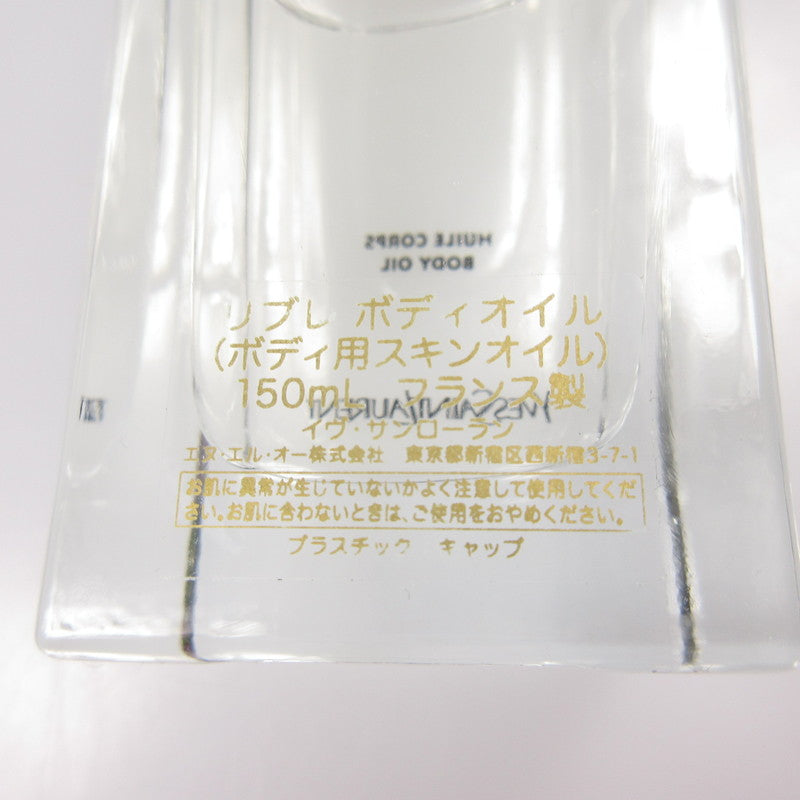 HUILE CORPS
BODY OIL
リブレ ボディオイル
(ボディ用スキンオイル)
150mL フランス製
YVESSAINTLAURENT
イヴ・サンローラン
エヌ・エル・オー株式会社 東京都新宿区西新宿3-7-1
お肌に異常が生じていないかよく注意して使用してくだ
さい。お肌に合わないときは、ご使用をおやめください。
プラスチック キャップ